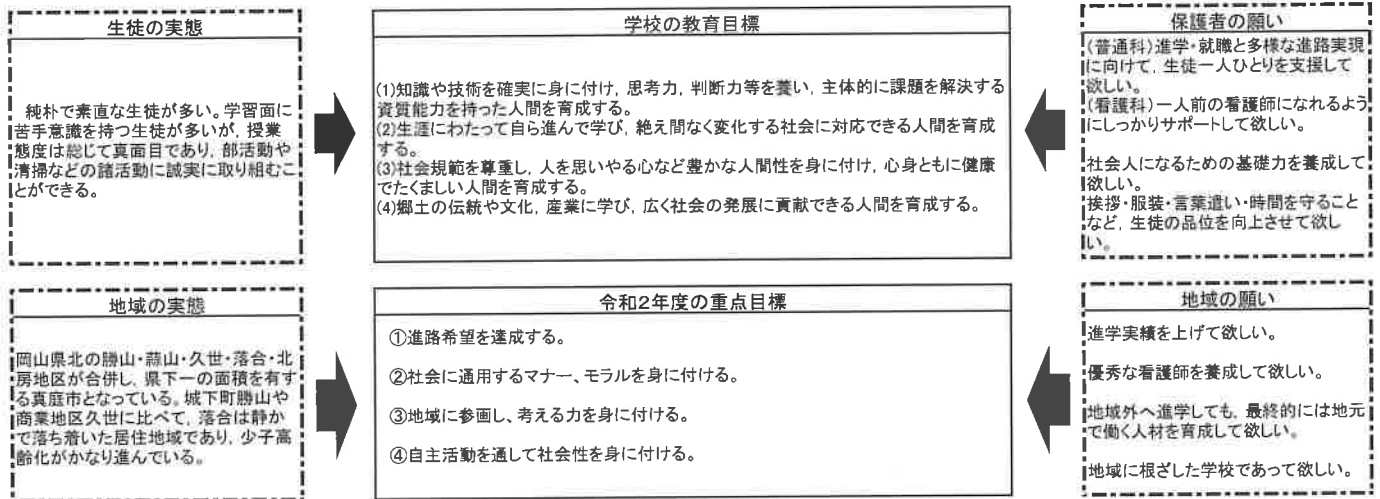 生徒の実態
純朴で素直な生徒が多い。学習面に
苦手意識を持つ生徒が多いが，授業
態度は総じて真面目であり，部活動や
清掃などの諸活動に誠実に取り組むこ
とができる。
学校の教育目標
(1)知識や技術を確実に身に付け，思考力，判断力等を養い，主体的に課題を解決する
資質能力を持った人間を育成する。
(2)生涯にわたって自ら進んで学び，絶え間なく変化する社会に対応できる人間を育成
する。
(3)社会規範を尊重し，人を思いやる心など豊かな人間性を身に付け，心身ともに健康
でたくましい人間を育成する。
(4)郷土の伝統や文化，産業に学び，広く社会の発展に貢献できる人間を育成する。
保護者の願い
(普通科)進学・就職と多様な進路実現
に向けて，生徒一人ひとりを支援して
欲しい。
(看護科)一人前の看護師になれるよう
にしっかりサポートして欲しい。
社会人になるための基礎力を養成して
欲しい。
挨拶・服装・言葉遣い・時間を守ること
など，生徒の品位を向上させて欲し
い。
地域の実態
岡山県北の勝山・蒜山・久世・落合・北
房地区が合併し，県下一の面積を有す
る真庭市となっている。城下町勝山や
商業地区久世に比べて，落合は静か
で落ち着いた居住地域であり，少子高
齢化がかなり進んでいる。
令和2年度の重点目標
①進路希望を達成する。
②社会に通用するマナー、モラルを身に付ける。
③地域に参画し、考える力を身に付ける。
④自主活動を通して社会性を身に付ける。
地域の願い
進学実績を上げて欲しい。
優秀な看護師を養成して欲しい。
地域外へ進学しても，最終的には地元
で働く人材を育成して欲しい。
地域に根ざした学校であって欲しい。